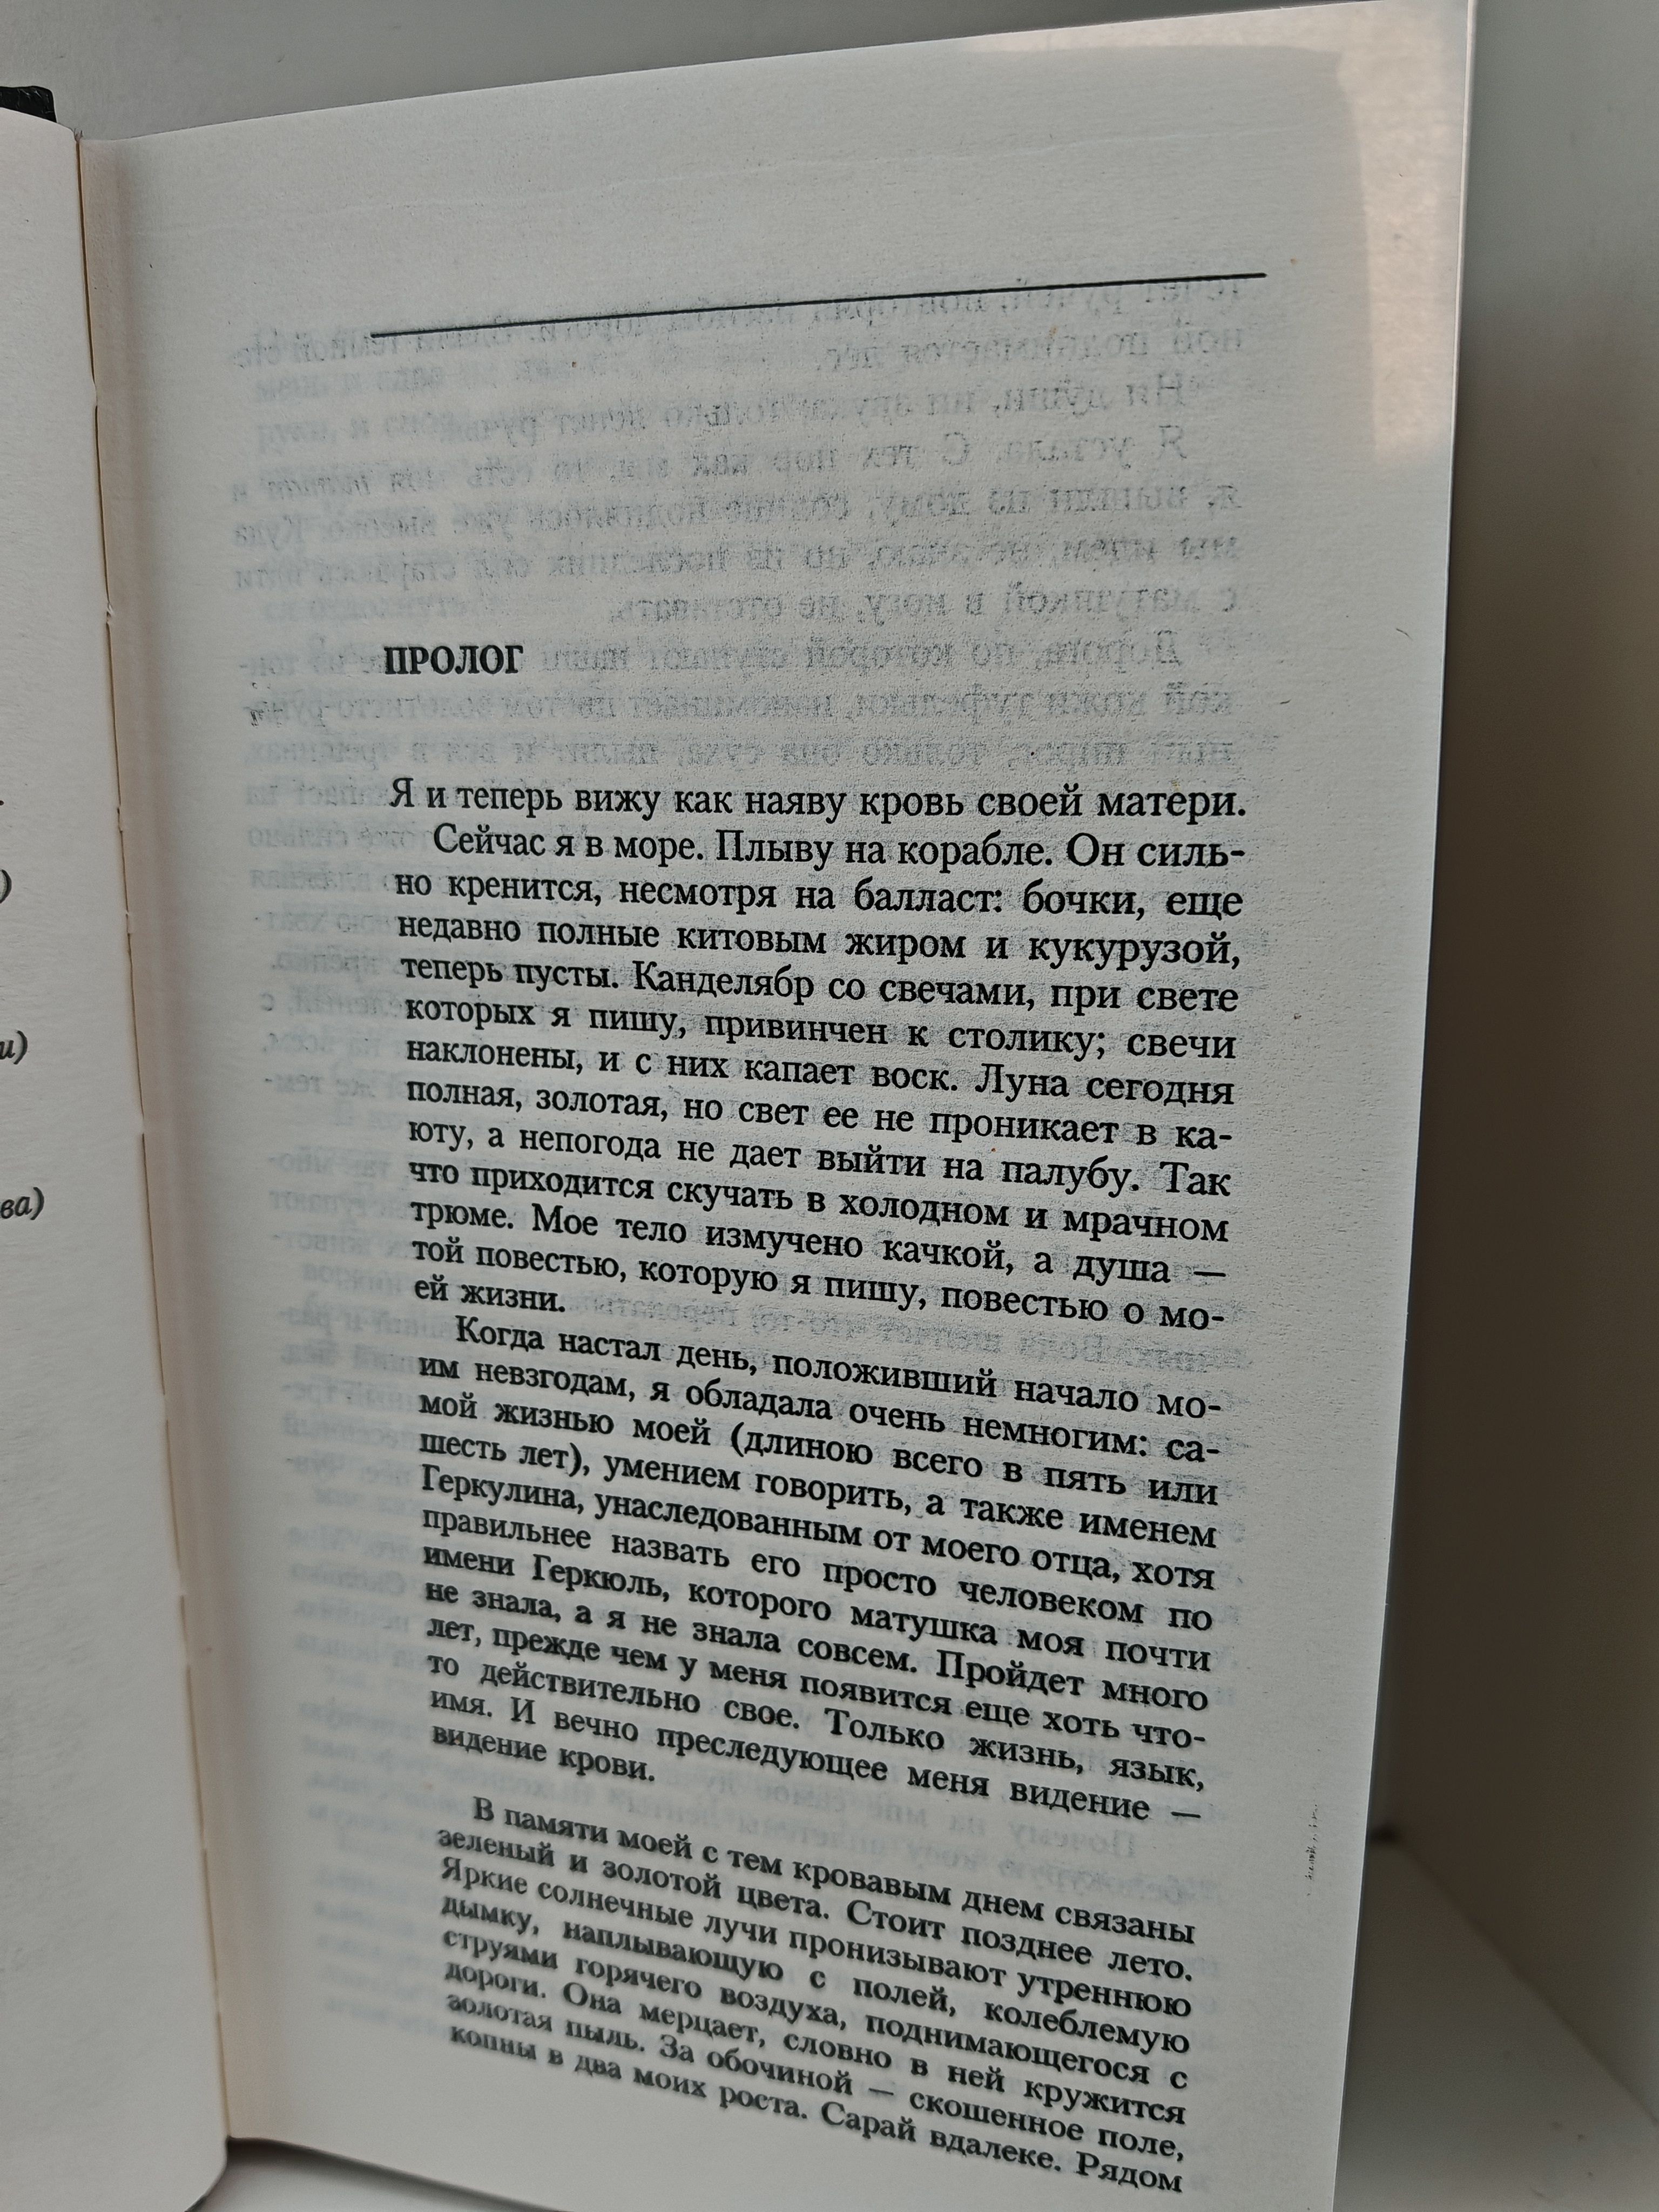 )
и)
ва)
ПРОЛОГ
Я и теперь вижу как наяву кровь своей матери.
Сейчас я в море. Плыву на корабле. Он силь-
но кренится, несмотря на балласт: бочки, еще
недавно полные китовым жиром и кукурузой,
теперь пусты. Канделябр со свечами, при свете
которых я пишу, привинчен к столику; свечи
наклонены, и с них капает воск. Луна сегодня
полная, золотая, но свет ее не проникает в ка-
юту, а непогода не дает выйти на палубу. Так
что приходится скучать в холодном и мрачном
трюме. Мое тело измучено качкой, а душа —
той повестью, которую я пишу, повестью о мо-
ей жизни.
Когда настал день, положивший начало мо-
им невзгодам, я обладала очень немногим: са-
мой жизнью моей (длиною всего в пять или
шесть лет), умением говорить, а также именем
Геркулина, унаследованным от моего отца, хотя
правильнее назвать его просто человеком по
имени Геркюль, которого матушка моя почти
не знала, а я не знала совсем. Пройдет много
лет, прежде чем у меня появится еще хоть что-
то действительно свое. Только жизнь, язык,
имя. И вечно преследующее меня видение —
видение крови.
В памяти моей с тем кровавым днем связаны
зеленый и золотой цвета. Стоит позднее лето.
Яркие солнечные лучи пронизывают утреннюю
дымку, наплывающую с полей, колеблемую
струями горячего воздуха, поднимающегося с
дороги. Она мерцает, словно в ней кружится
золотая пыль. За обочиной — скошенное поле,
копны в два моих роста. Сарай вдалеке. Рядом